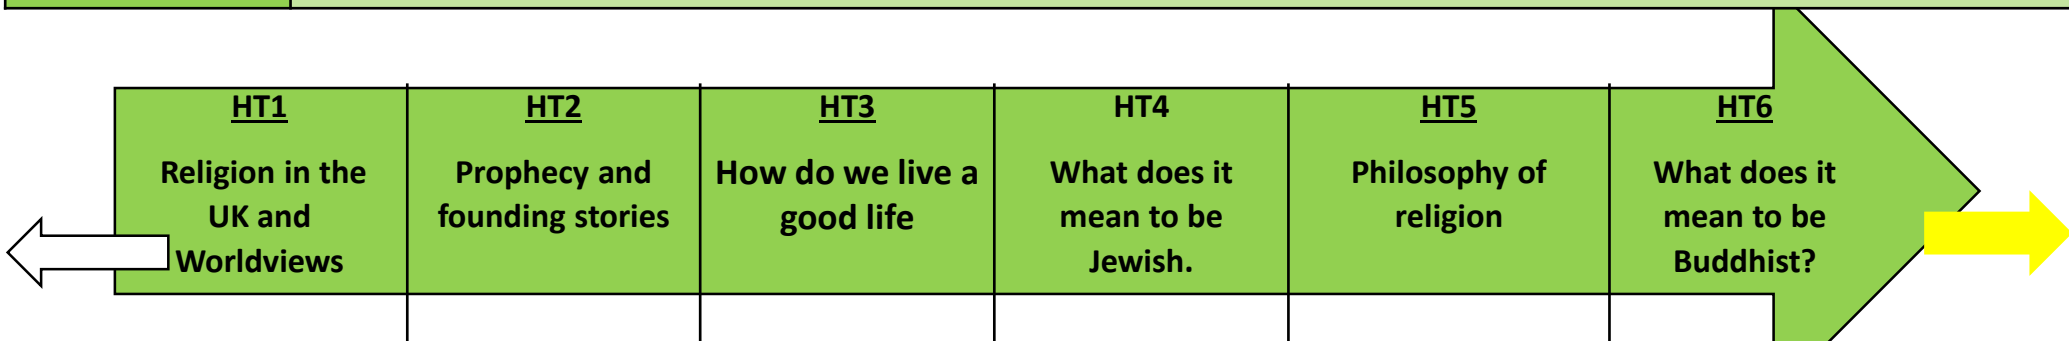 HT1
Religion in the
UK and
Worldviews
HT2
Prophecy and
founding stories
HT3
How do we live a
good life
HT4
What does it
mean to be
Jewish.
HT5
Philosophy of
religion
HT6
What does it
mean to be
Buddhist?